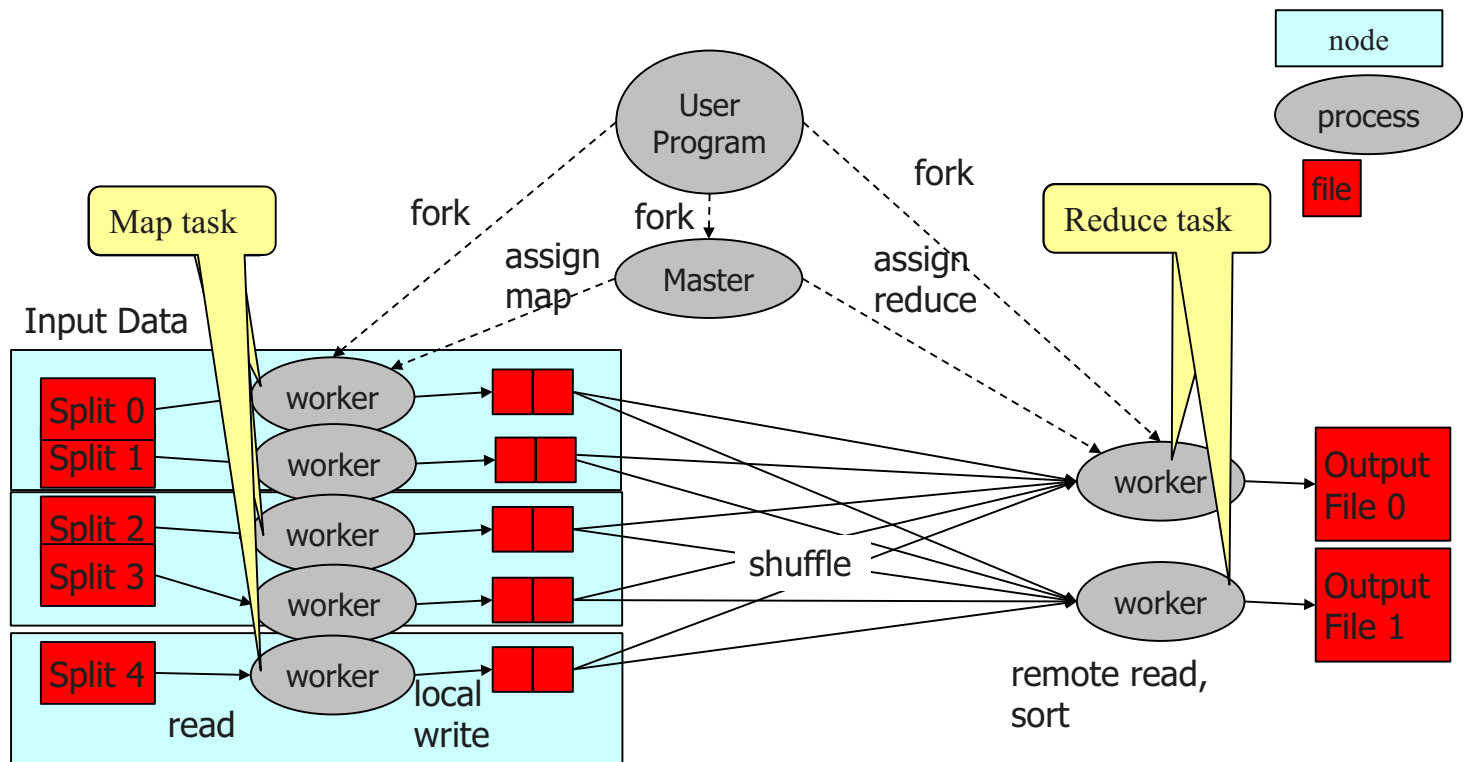 node
User
Program
process
fork
file
fork
Map task
fork
Reduce task
assign
map
Master
assign
reduce
Input Data
Split 0
worker
Split 1
worker
worker
Output
File 0
Split 2
worker
shuffle
Split 3
worker
worker
Output
File 1
Split 4
worker
read
local
write
remote read,
sort